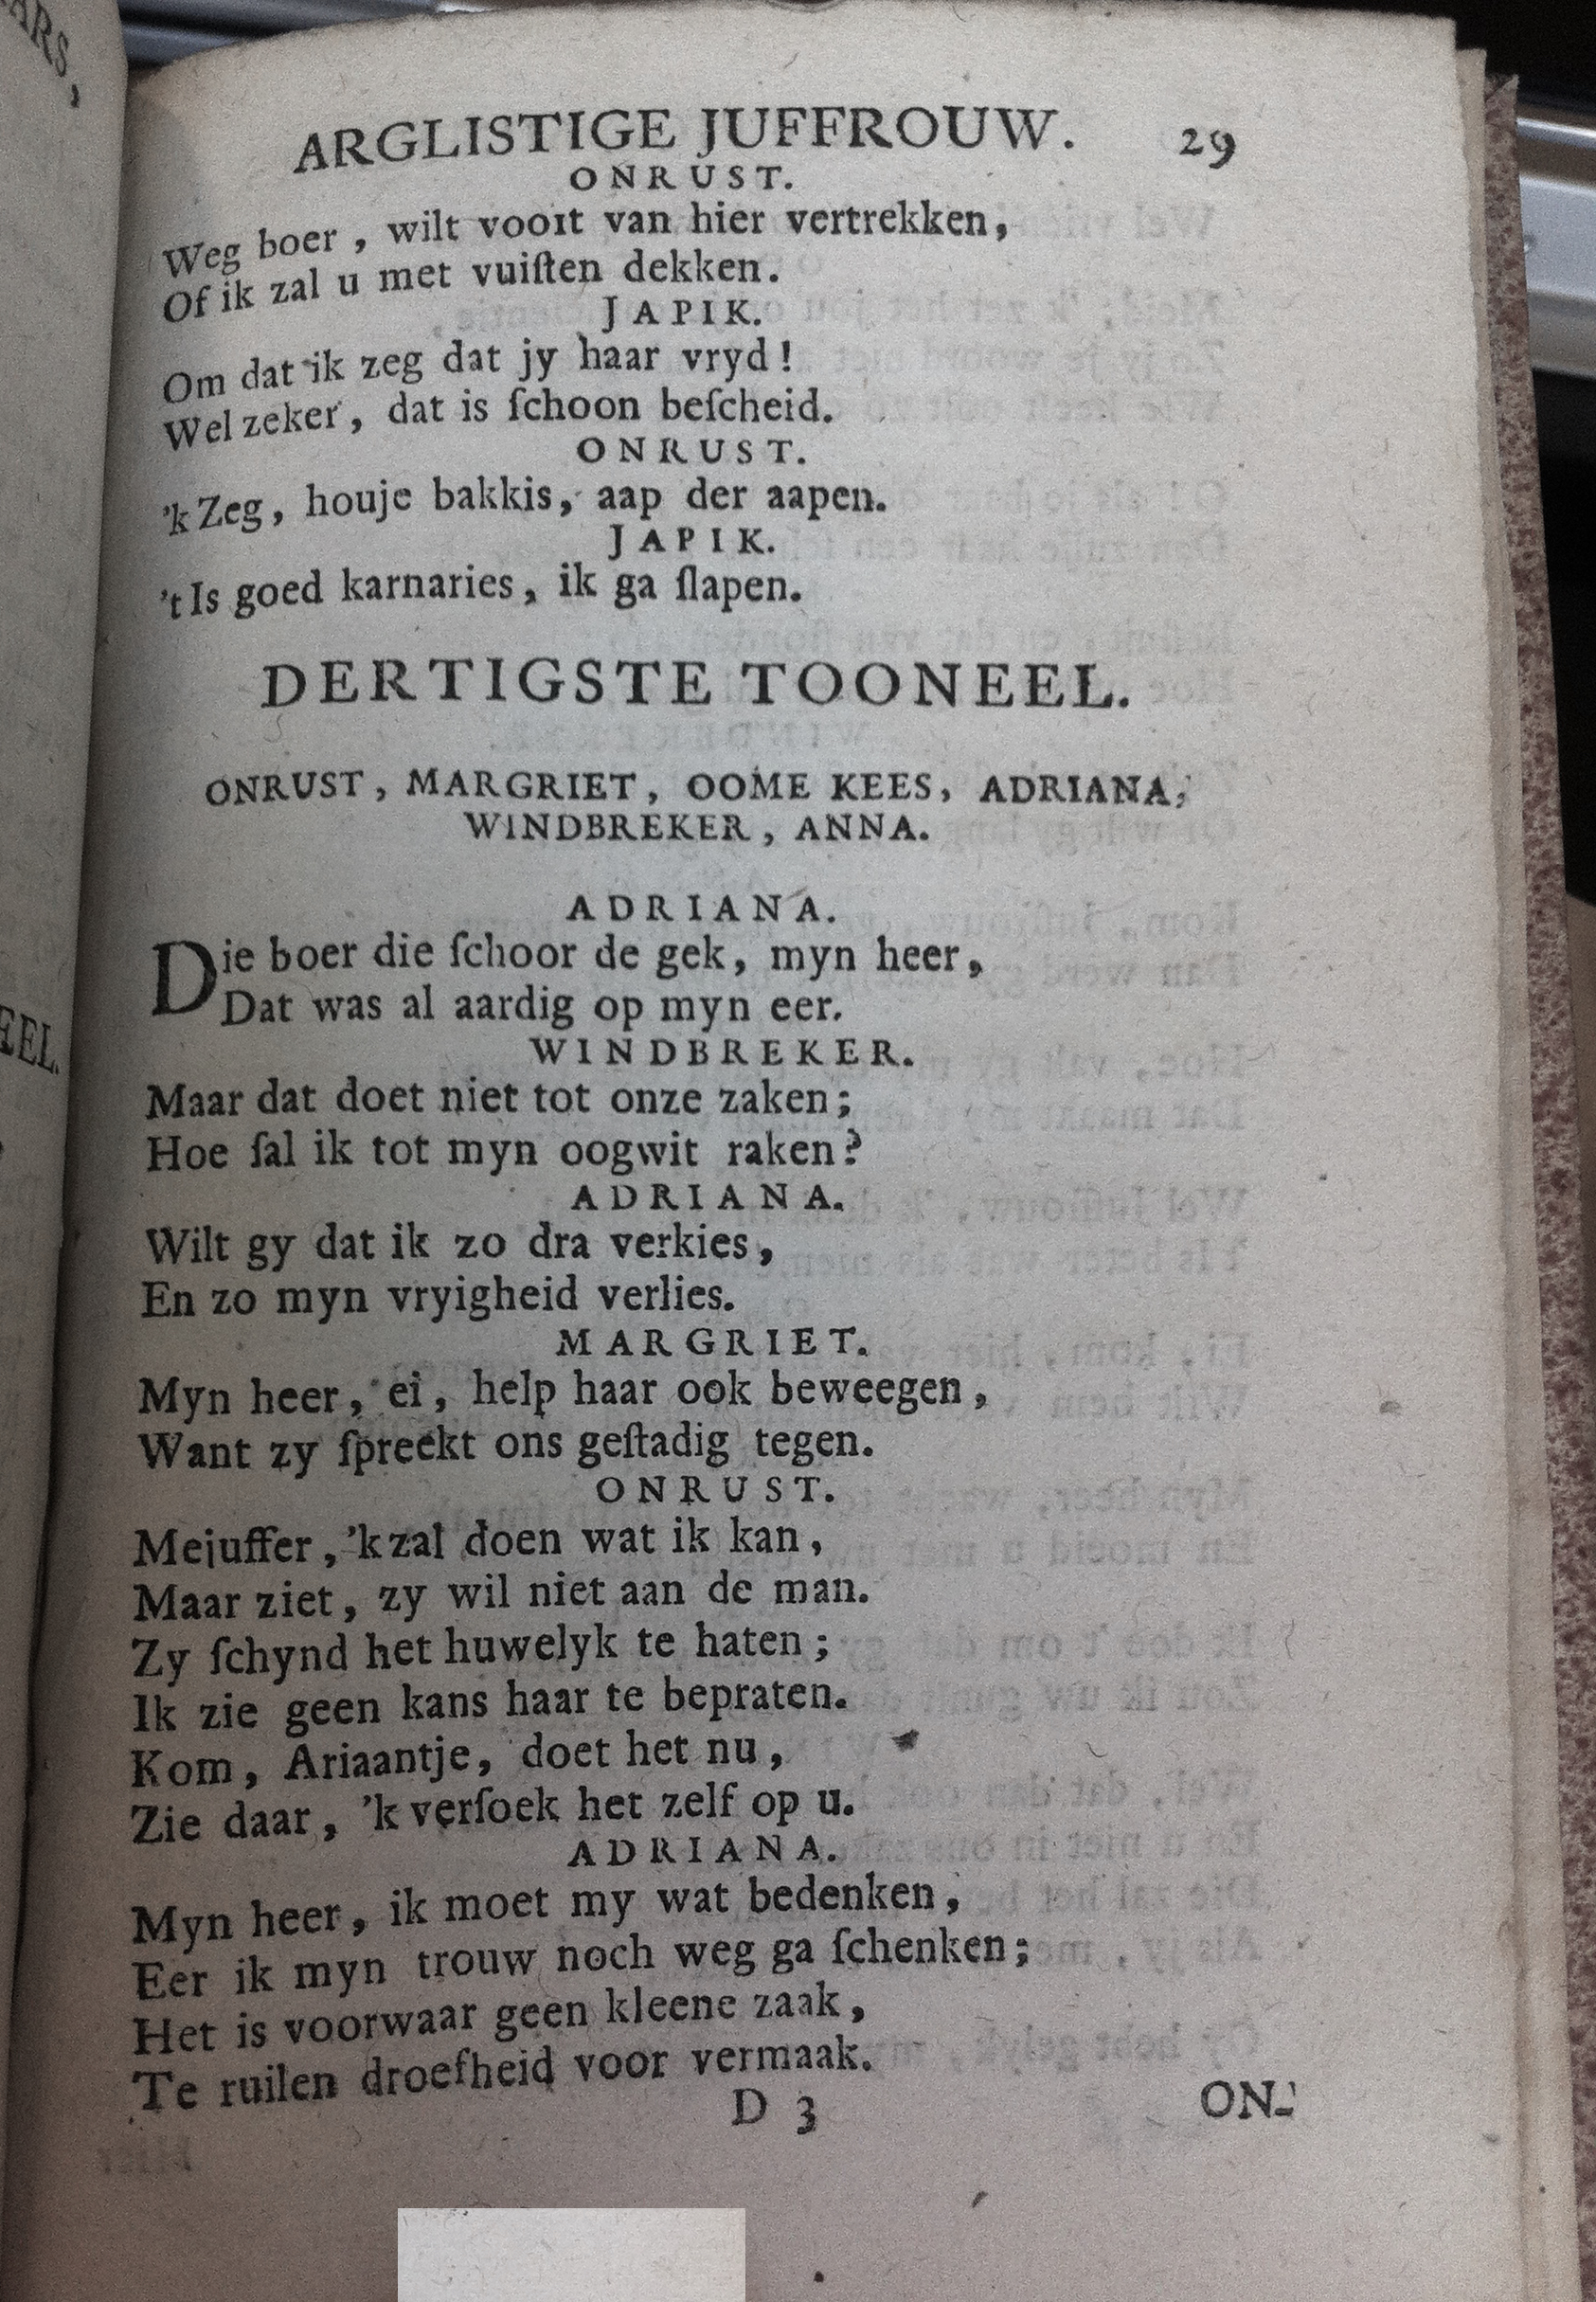 ARGLISTIGE JUFFROUW. 29
ONRUST.
Weg boer, wilt voort van hier vertrekken,
Of ik zal u met vuiſten dekken.
JAPIK.
Om dat ik zeg dat jy haar vryd!
Wel zeker, dat is ſchoon beſcheid.
ONRUST.
'k Zeg, houje bakkis, aap der aapen.
JAPIK.
't Is goed karnaries, ik ga ſlapen.
DERTIGSTE TOONEEL.
ONRUST, MARGRIET, OOME KEES, ADRIANA,
WINDBREKER, ANNA.
ADRIANA.
Die boer die ſchoor de gek, myn heer,
Dat was al aardig op myn eer.
WINDBREKER.
Maar dat doet niet tot onze zaken;
Hoe ſal ik tot myn oogwit raken?
ADRIANA.
Wilt gy dat ik zo dra verkies,
En zo myn vryigheid verlies.
MARGRIET.
Myn heer, ei, help haar ook beweegen,
Want zy ſpreekt ons geſtadig tegen.
ONRUST.
Mejuffer, 'k zal doen wat ik kan,
Maar ziet, zy wil niet aan de man.
Zy ſchynd het huwelyk te haten;
Ik zie geen kans haar te bepraten.
Kom, Ariaantje, doet het nu,
Zie daar, 'k verſoek het zelf op u.
ADRIANA.
Myn heer, ik moet my wat bedenken,
Eer ik myn trouw noch weg ga ſchenken;
Het is voorwaar geen kleene zaak,
Te ruilen droefheid voor vermaak.
D 3 ON-